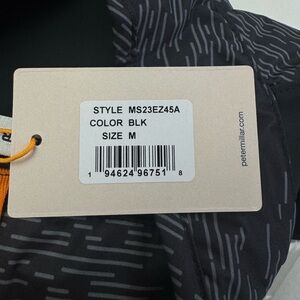 STYLE MS23EZ45A
COLOR BLK
SIZE M
1 94624 96751 8
petermillar.com
R